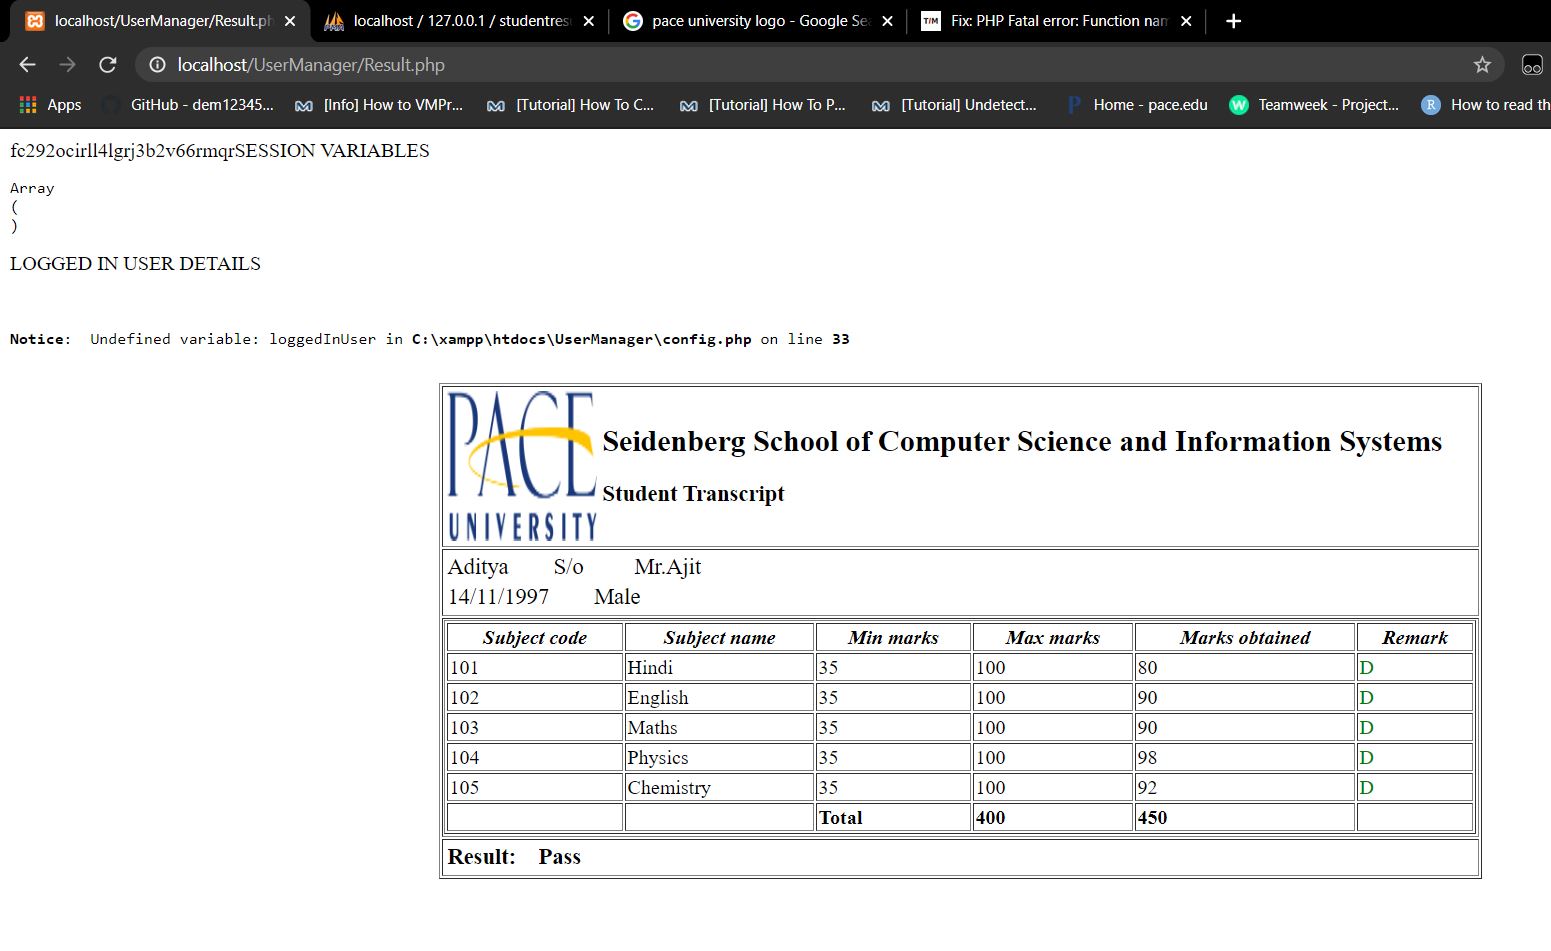 localhost/UserManager/Result.ph
localhost / 127.0.0.1 / studentres
pace university logo - Google Se
Fix: PHP Fatal error: Function nam
localhost/UserManager/Result.php
Apps
GitHub - dem12345...
[Info] How to VMPr...
[Tutorial] How To C...
[Tutorial] How To P...
[Tutorial] Undetect...
Home - pace.edu
Teamweek - Project...
How to read th
fc292ocirll4lgrj3b2v66rmqrSESSION VARIABLES
Array
(
)
LOGGED IN USER DETAILS
Notice: Undefined variable: loggedInUser in C:\xampp\htdocs\UserManager\config.php on line 33
PACE
UNIVERSITY
Seidenberg School of Computer Science and Information Systems
Student Transcript
Aditya S/o Mr.Ajit
14/11/1997 Male
Subject code Subject name Min marks Max marks Marks obtained Remark
101 Hindi 35 100 80 D
102 English 35 100 90 D
103 Maths 35 100 90 D
104 Physics 35 100 98 D
105 Chemistry 35 100 92 D
Total 400 450
Result: Pass